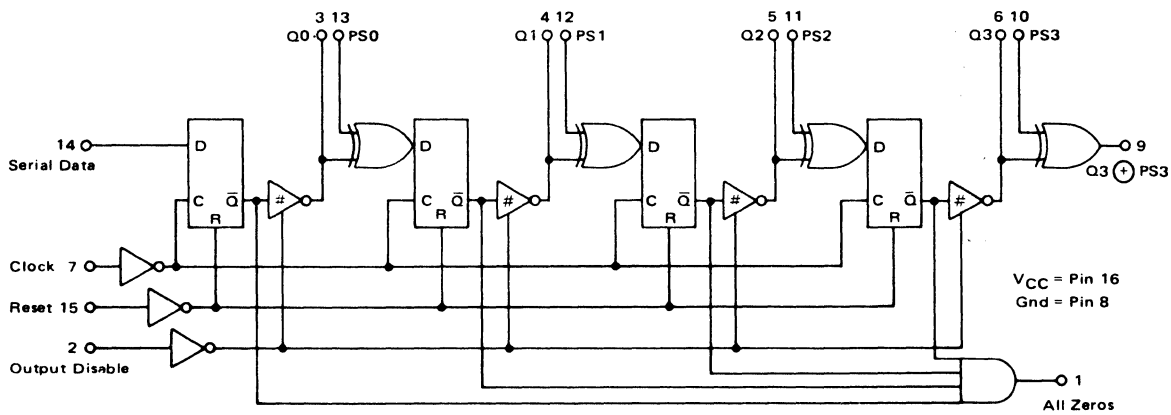 3 13
Q0 PS0
4 12
Q1 PS1
5 11
Q2 PS2
6 10
Q3 PS3
14
Serial Data
D
C Q̅
R
#
D
C Q̅
R
#
D
C Q̅
R
#
D
C Q̅
R
#
9
Q3 ⊕ PS3
Clock 7
Reset 15
2
Output Disable
VCC = Pin 16
Gnd = Pin 8
1
All Zeros